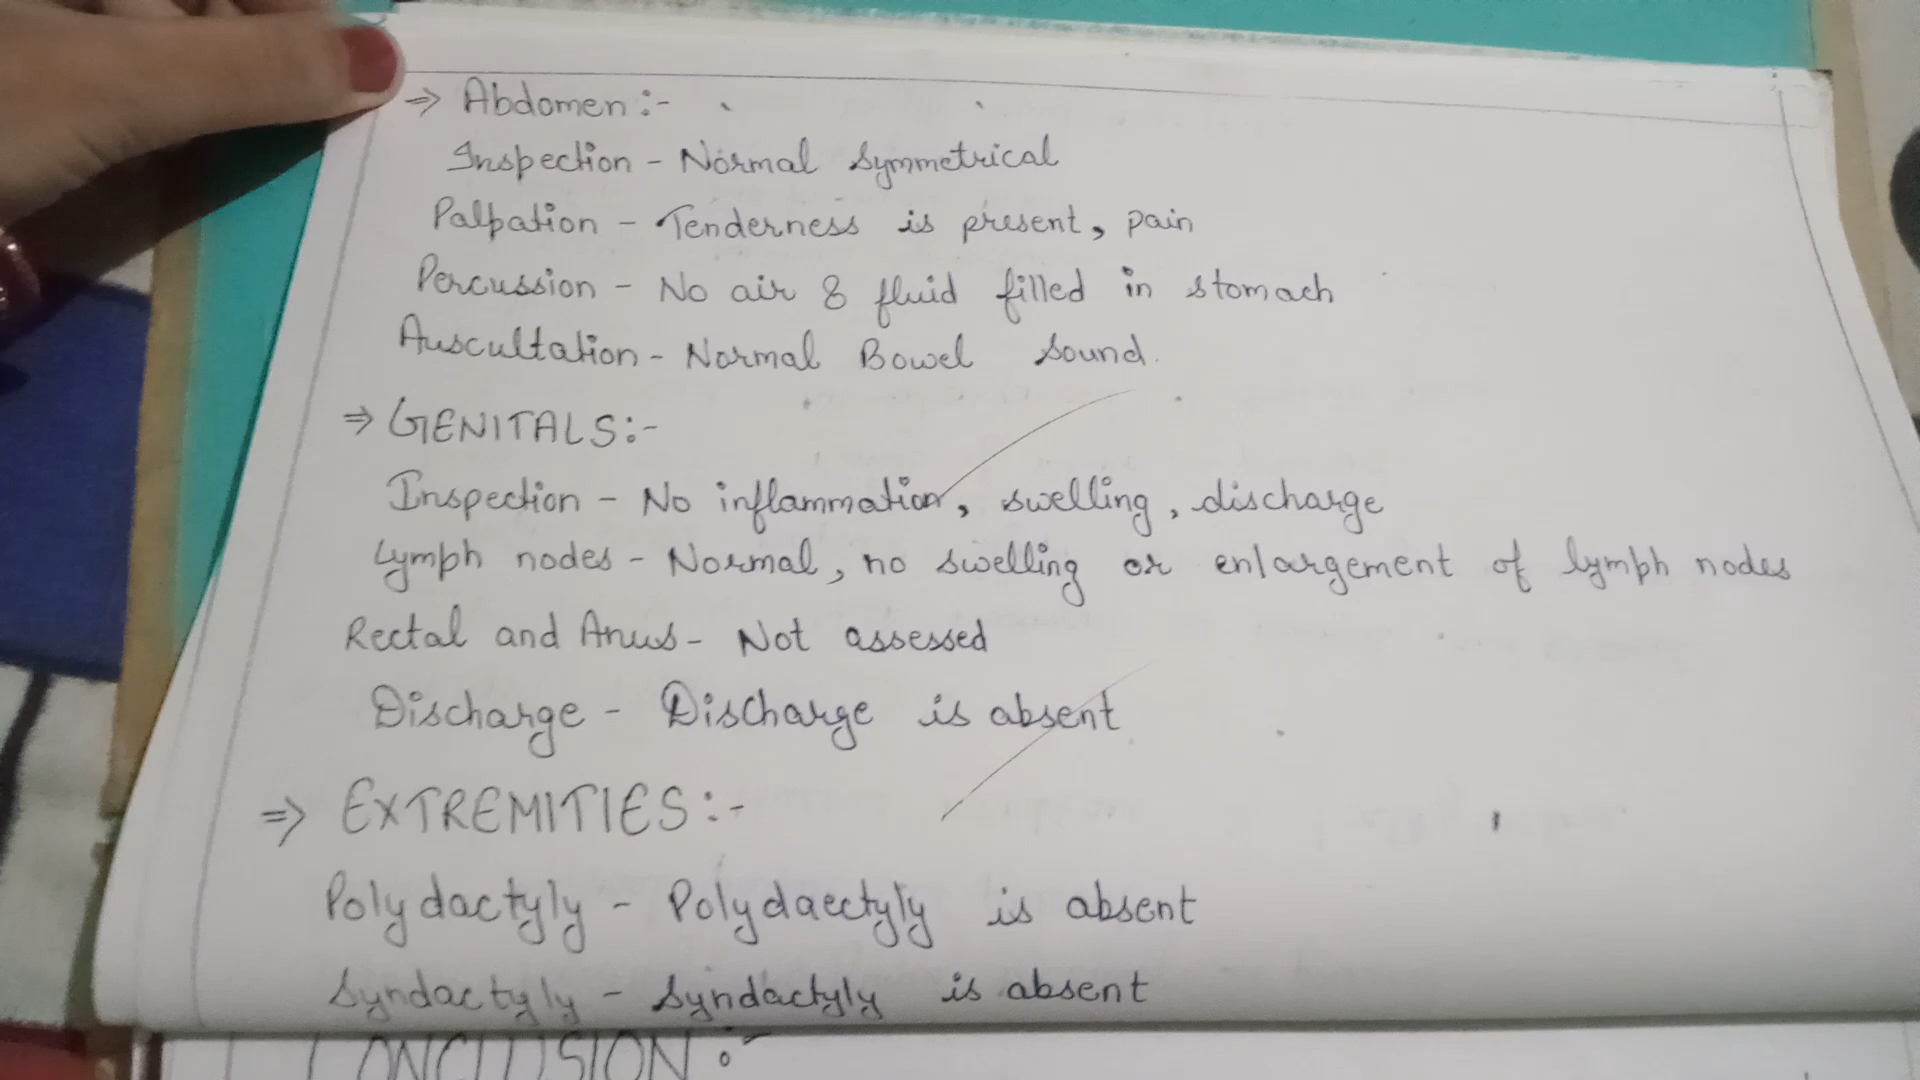 ⇒ Abdomen :-
Inspection - Normal Symmetrical
Palpation - Tenderness is present, pain
Percussion - No air & fluid filled in stomach
Auscultation - Normal Bowel Sound.
⇒ GENITALS :-
Inspection - No inflammation, swelling, discharge
Lymph nodes - Normal, no swelling or enlargement of lymph nodes
Rectal and Anus - Not assessed
Discharge - Discharge is absent
⇒ EXTREMITIES :-
Polydactyly - Polydaectyly is absent
Syndactyly - Syndactyly is absent
CONCLUSION :-